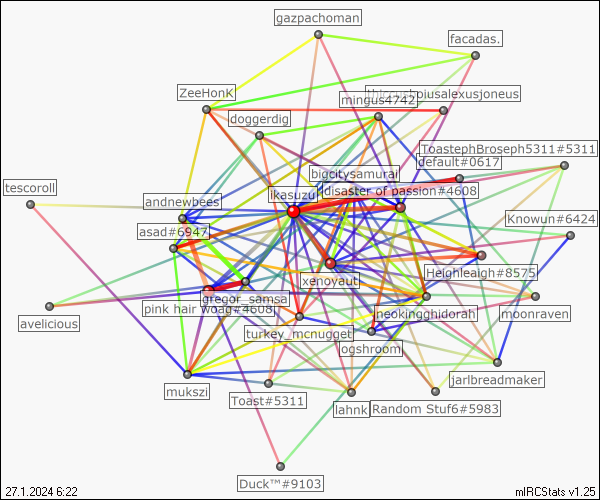 gazpachoman
facadas.
ZeeHonK
mingus4742
doggerdig
ToastephBroseph5311#5311
default#0617
bigcitysamurai
tescoroll
ikasuzu
disaster of passion#4608
andnewbees
Knowun#6424
asad#6947
Heighleaigh#8575
xenoyaut
gregor_samsa
pink hair woag#4608
neokingghidorah
moonraven
avelicious
turkey_mcnugget
logshroom
jarlbreadmaker
mukszi
Toast#5311
lahnk
Random Stuf6#5983
Duck™#9103
27.1.2024 6:22
mIRCStats v1.25